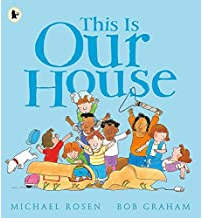 This Is
Our
House
MICHAEL ROSEN BOB GRAHAM